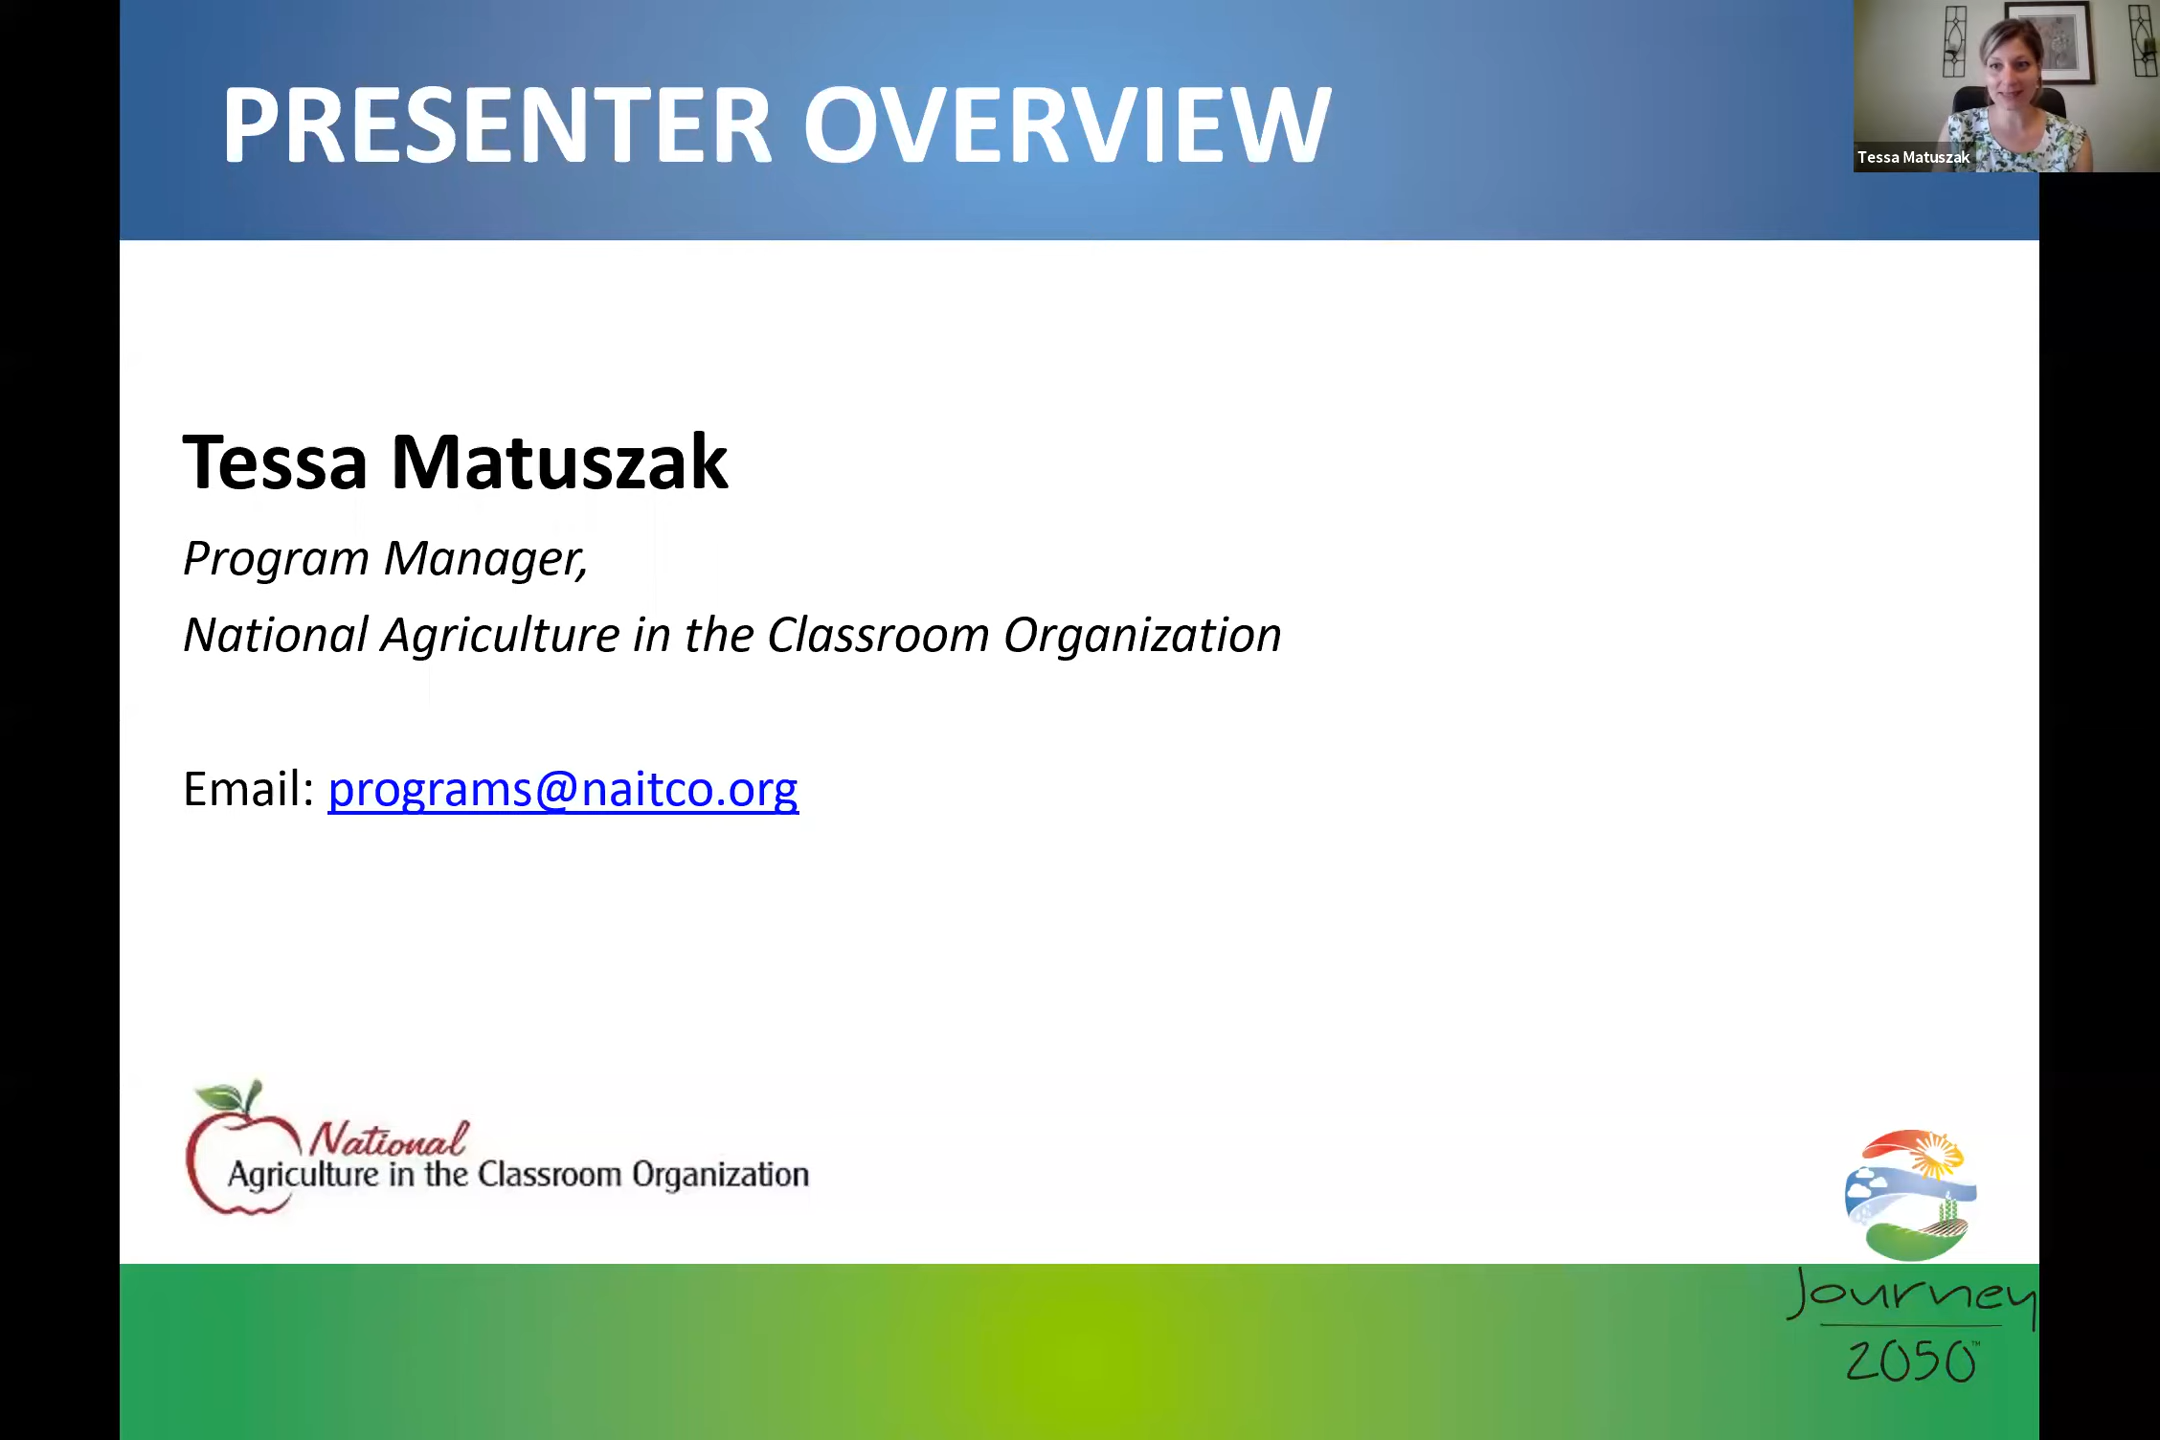 PRESENTER OVERVIEW
Tessa Matuszak
Tessa Matuszak
Program Manager,
National Agriculture in the Classroom Organization
Email: programs@naitco.org
National
Agriculture in the Classroom Organization
Journey
2050™